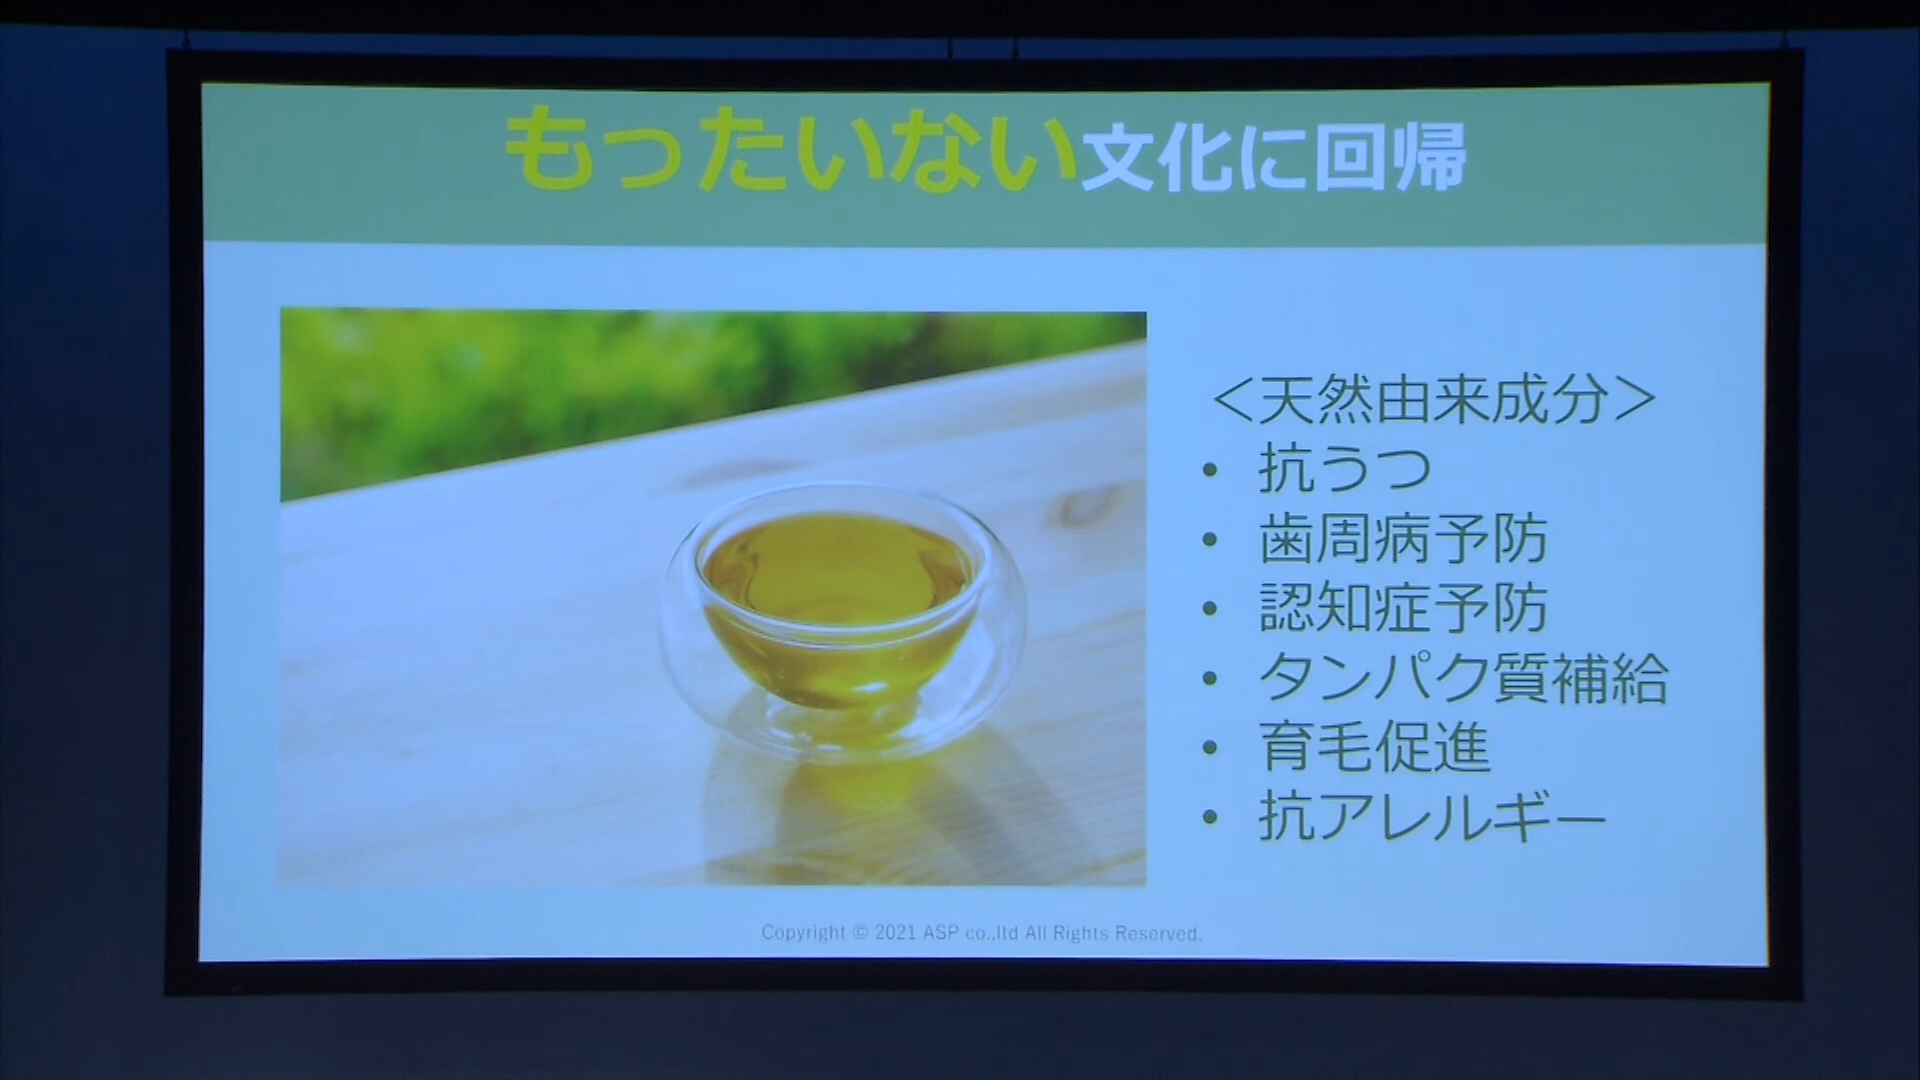 もったいない文化に回帰
＜天然由来成分＞
• 抗うつ
• 歯周病予防
• 認知症予防
• タンパク質補給
• 育毛促進
• 抗アレルギー
Copyright © 2021 ASP co.,ltd All Rights Reserved.